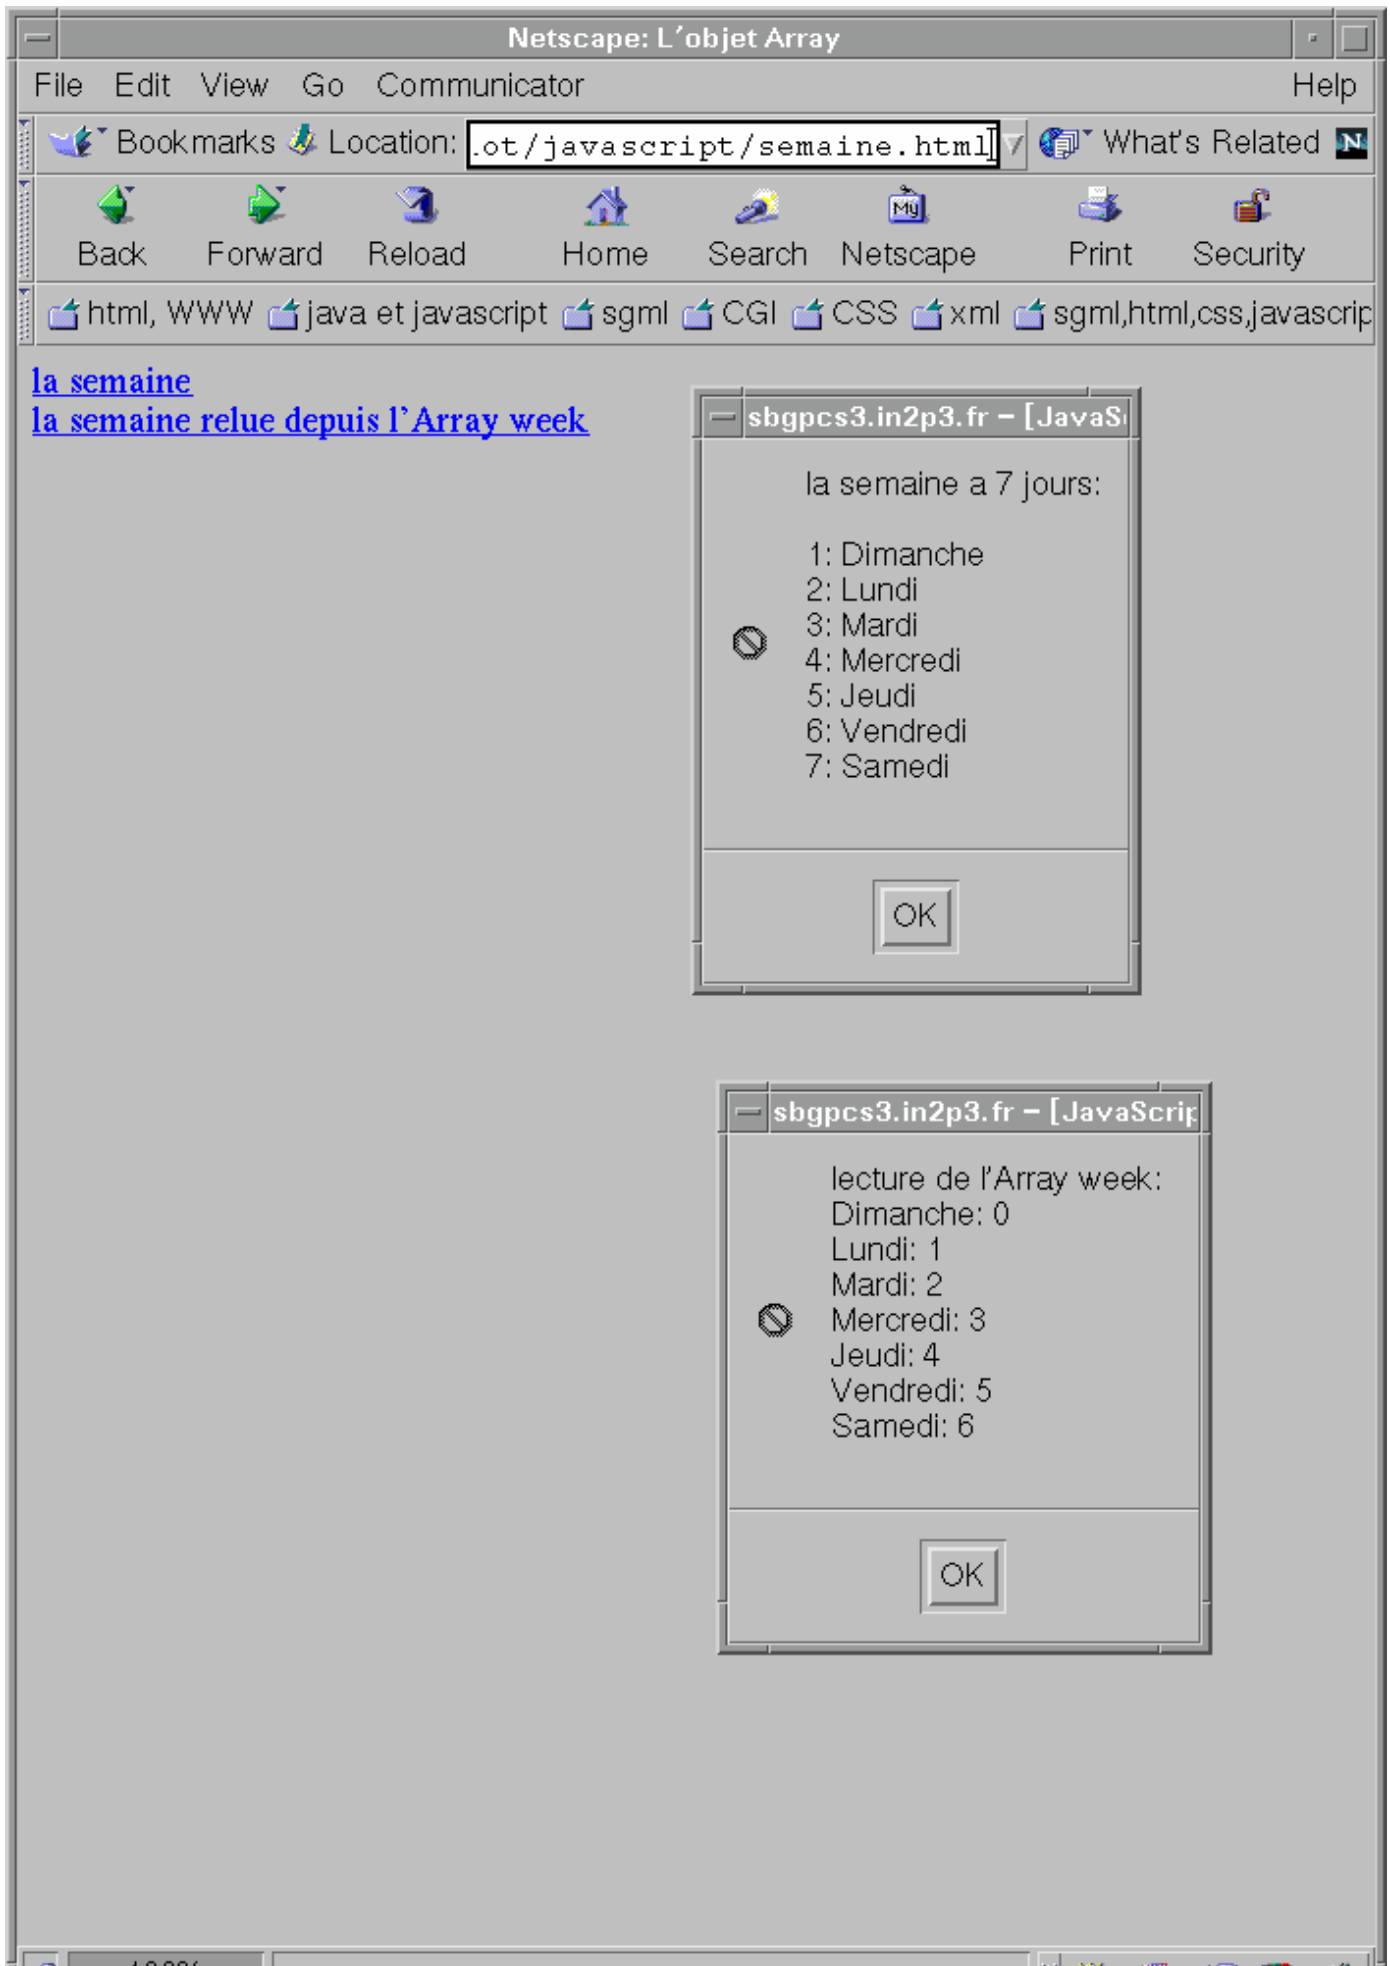 Netscape: L'objet Array
File Edit View Go Communicator Help
Bookmarks Location: .ot/javascript/semaine.html What's Related N
My
Back Forward Reload Home Search Netscape Print Security
html, WWW java et javascript sgml CGI CSS xml sgml,html,css,javascrip
la semaine
la semaine relue depuis l'Array week
sbgpcs3.in2p3.fr – [JavaS
la semaine a 7 jours:
1: Dimanche
2: Lundi
3: Mardi
4: Mercredi
5: Jeudi
6: Vendredi
7: Samedi
OK
sbgpcs3.in2p3.fr – [JavaScrip
lecture de l'Array week:
Dimanche: 0
Lundi: 1
Mardi: 2
Mercredi: 3
Jeudi: 4
Vendredi: 5
Samedi: 6
OK